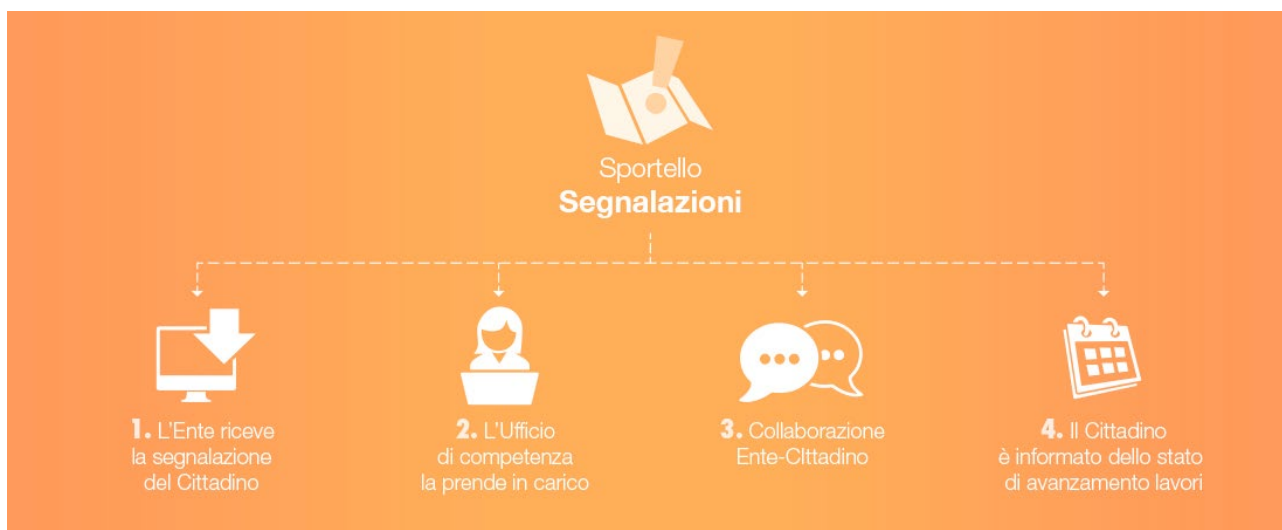 Sportello
Segnalazioni
1. L'Ente riceve
la segnalazione
del Cittadino
2. L'Ufficio
di competenza
la prende in carico
3. Collaborazione
Ente-CIttadino
4. Il Cittadino
è informato dello stato
di avanzamento lavori